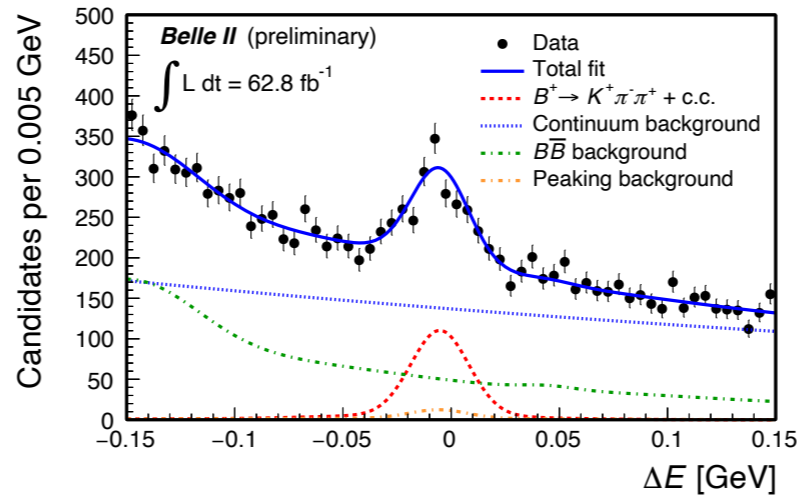 Candidates per 0.005 GeV
500
450
400
350
300
250
200
150
100
50
0
Belle II (preliminary)
∫ L dt = 62.8 fb⁻¹
Data
Total fit
B⁺→ K⁺π⁻π⁺ + c.c.
Continuum background
BB̅ background
Peaking background
−0.15 −0.1 −0.05 0 0.05 0.1 0.15
ΔE [GeV]